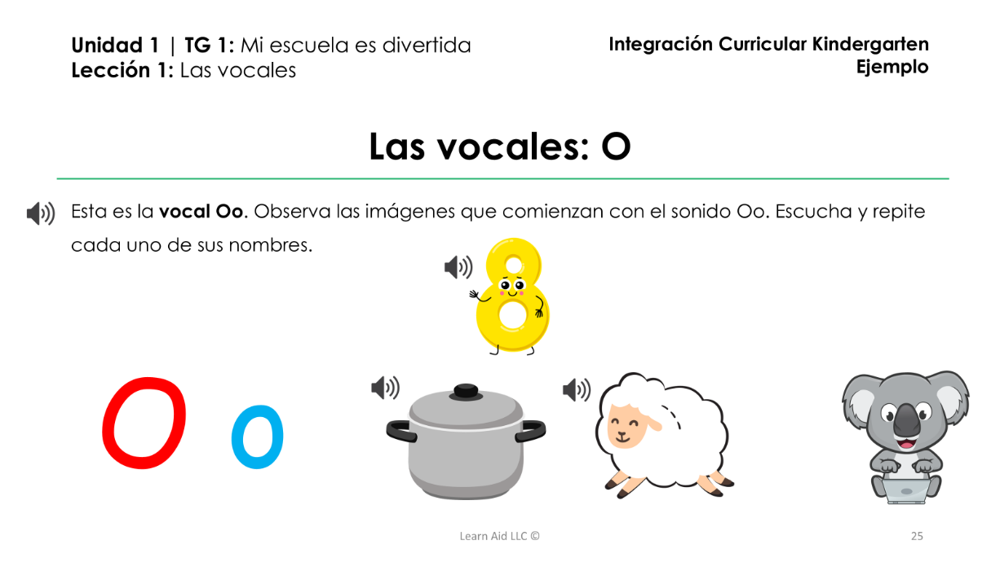 Unidad 1 | TG 1: Mi escuela es divertida
Lección 1: Las vocales
Integración Curricular Kindergarten
Ejemplo
Las vocales: O
Esta es la vocal Oo. Observa las imágenes que comienzan con el sonido Oo. Escucha y repite
cada uno de sus nombres.
8
O o
Learn Aid LLC ©
25